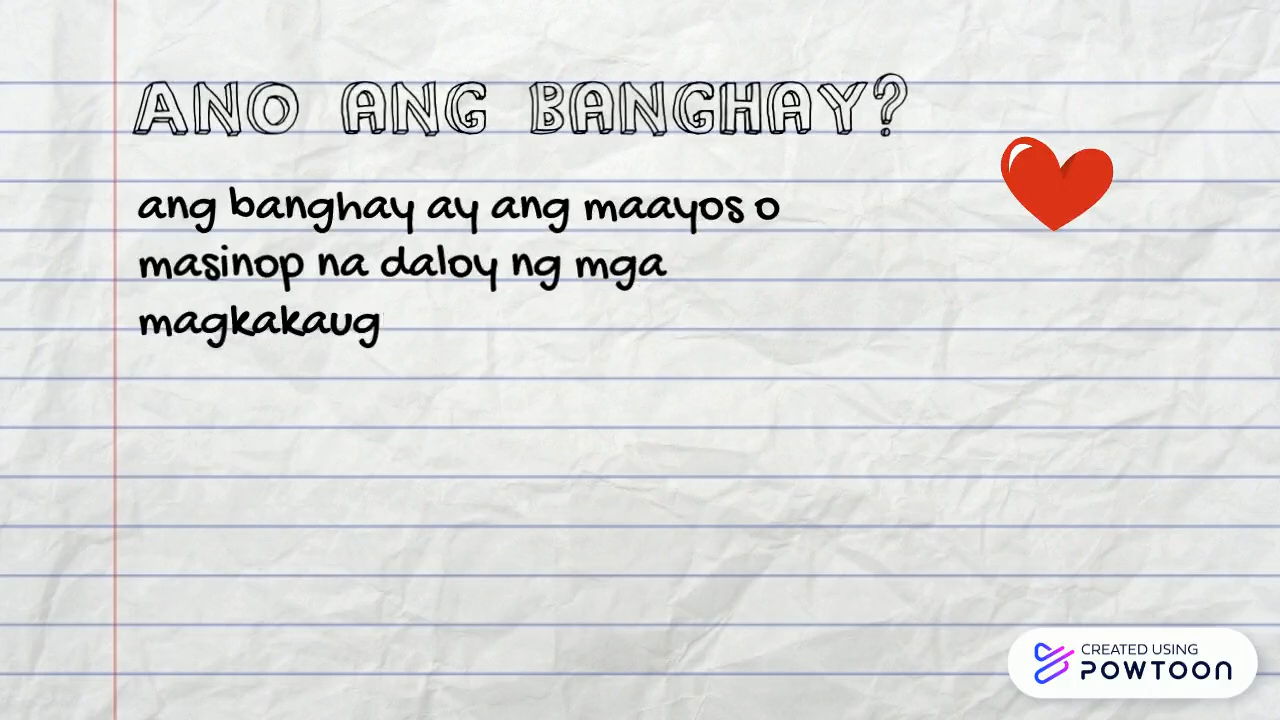 ANO ANG BANGHAY?
ang banghay ay ang maayos o
masinop na daloy ng mga
magkakaug
CREATED USING
POWTOON